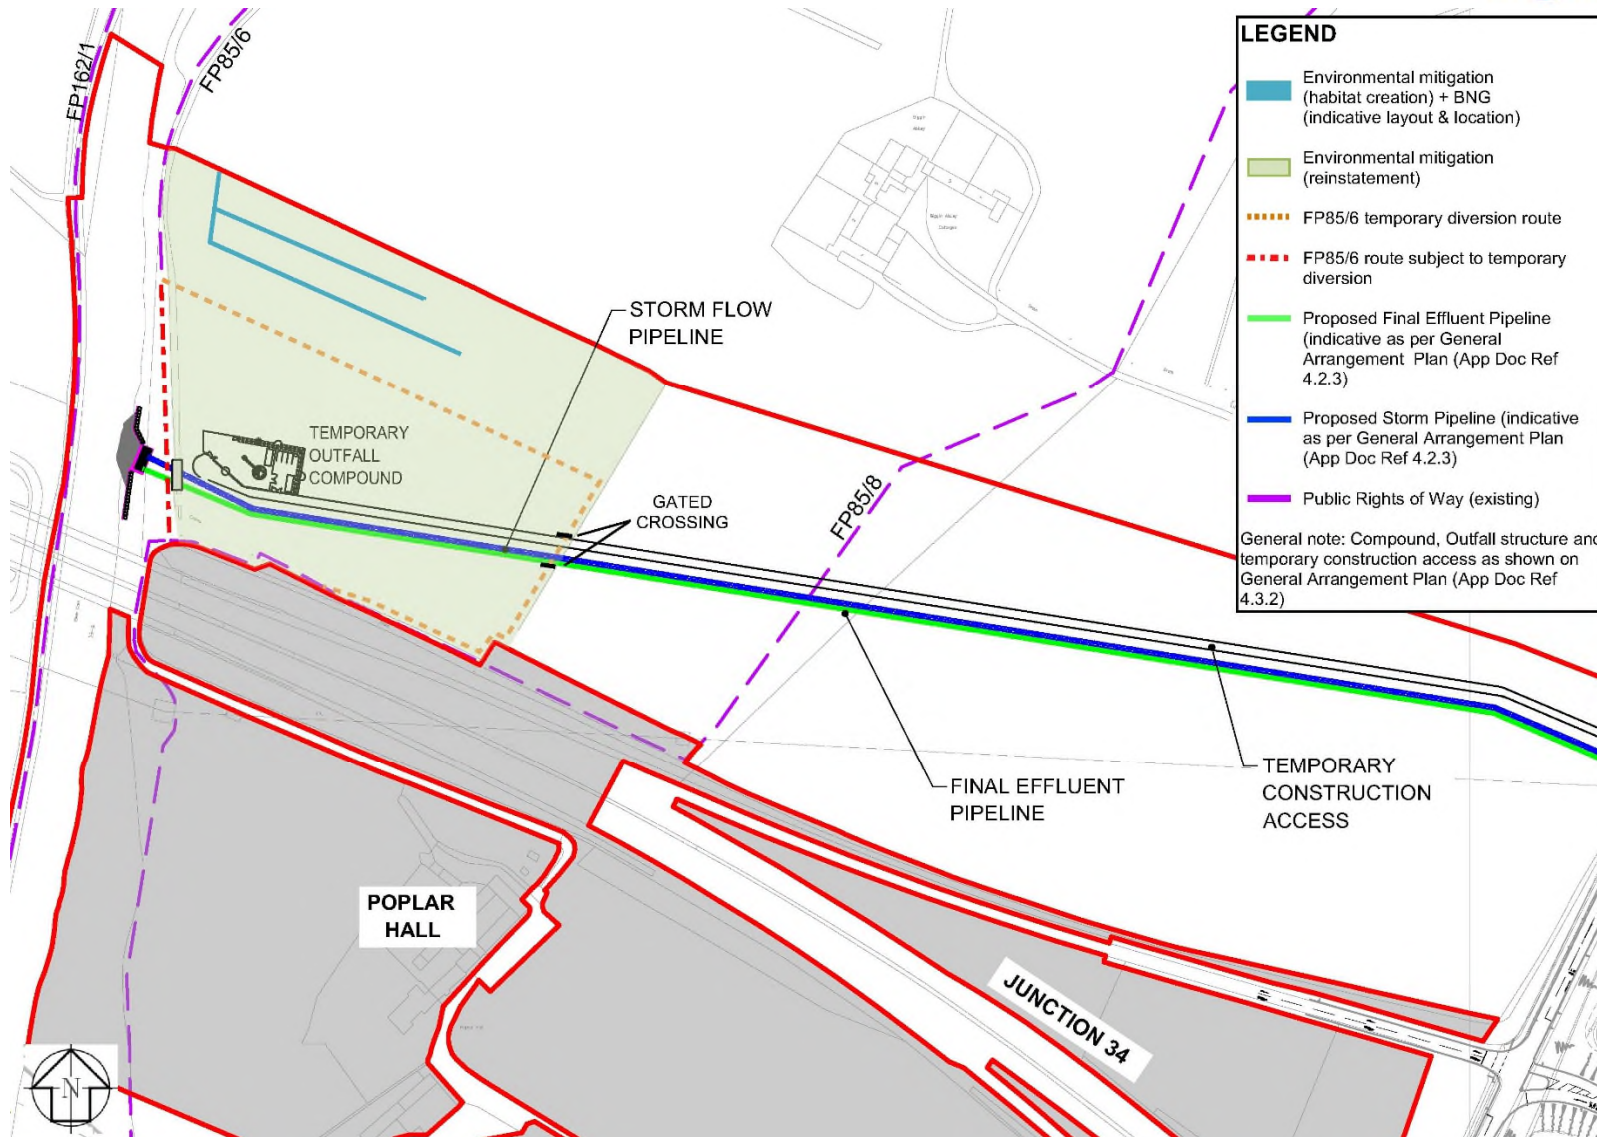 FP162/1
FP85/6
LEGEND
Environmental mitigation
(habitat creation) + BNG
(indicative layout & location)
Environmental mitigation
(reinstatement)
FP85/6 temporary diversion route
FP85/6 route subject to temporary
diversion
Proposed Final Effluent Pipeline
(indicative as per General
Arrangement Plan (App Doc Ref
4.2.3)
Proposed Storm Pipeline (indicative
as per General Arrangement Plan
(App Doc Ref 4.2.3)
Public Rights of Way (existing)
General note: Compound, Outfall structure and
temporary construction access as shown on
General Arrangement Plan (App Doc Ref
4.3.2)
STORM FLOW
PIPELINE
TEMPORARY
OUTFALL
COMPOUND
GATED
CROSSING
FP85/8
FINAL EFFLUENT
PIPELINE
TEMPORARY
CONSTRUCTION
ACCESS
POPLAR
HALL
JUNCTION 34
N